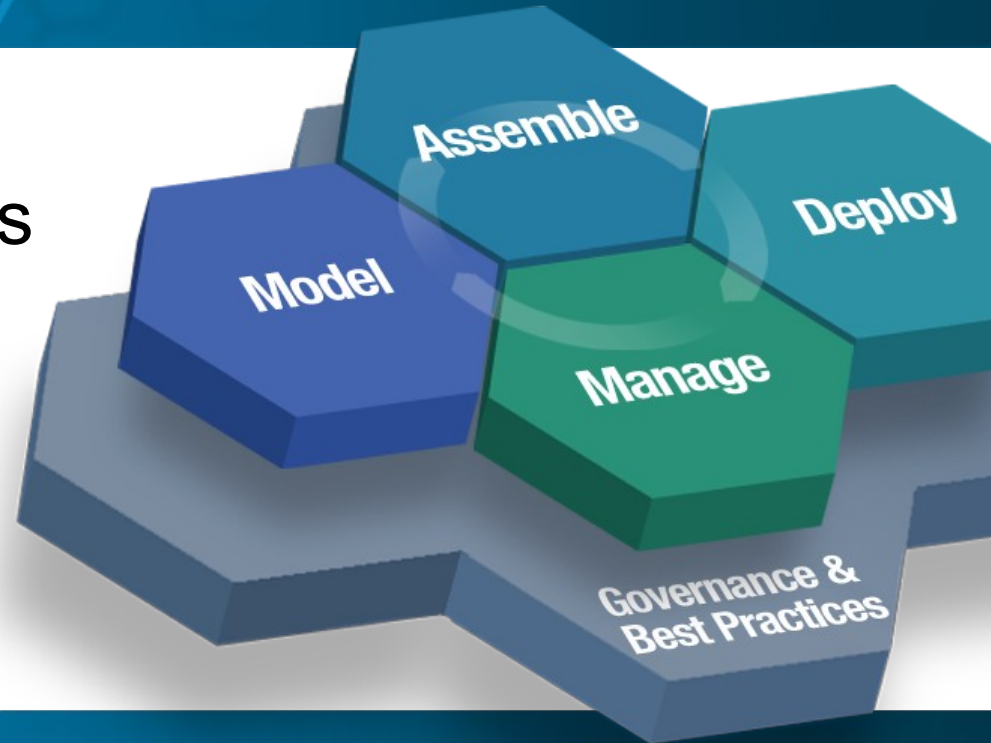 Assemble
Deploy
s
Model
Manage
Governance &
Best Practices